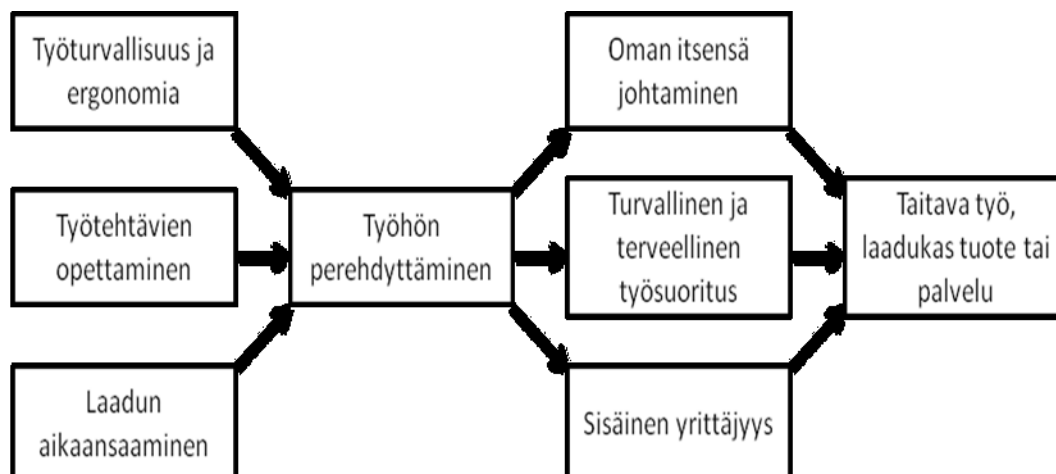 Työturvallisuus ja
ergonomia
Työtehtävien
opettaminen
Laadun
aikaansaaminen
Työhön
perehdyttäminen
Oman itsensä
johtaminen
Turvallinen ja
terveellinen
työsuoritus
Sisäinen yrittäjyys
Taitava työ,
laadukas tuote tai
palvelu